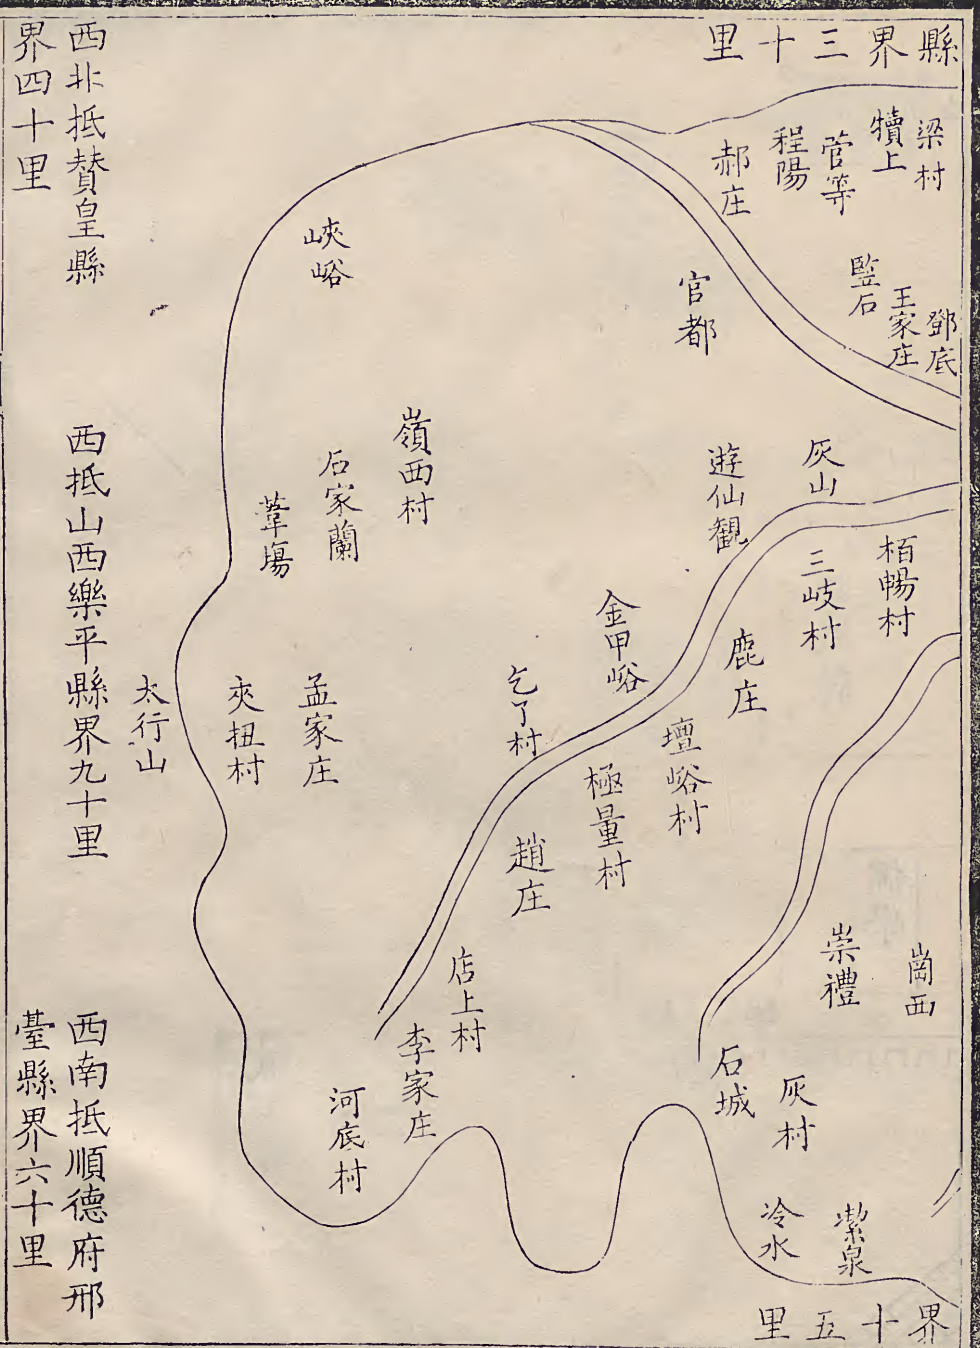 縣界三十里
梁村
犢上
菅等
程陽
郝庄
鄧底
王家庄
監石
官都
峽峪
西北抵贊皇縣
界四十里
灰山
遊仙観
嶺西村
石家蘭
葦塲
栢暢村
三岐村
鹿庄
金甲峪
壇峪村
極量村
乞了村
趙庄
孟家庄
夾扭村
太行山
西抵山西樂平縣界九十里
崗西
崇禮
店上村
李家庄
河底村
石城
灰村
㓗泉
冷水
西南抵順德府邢
臺縣界六十里
界十五里